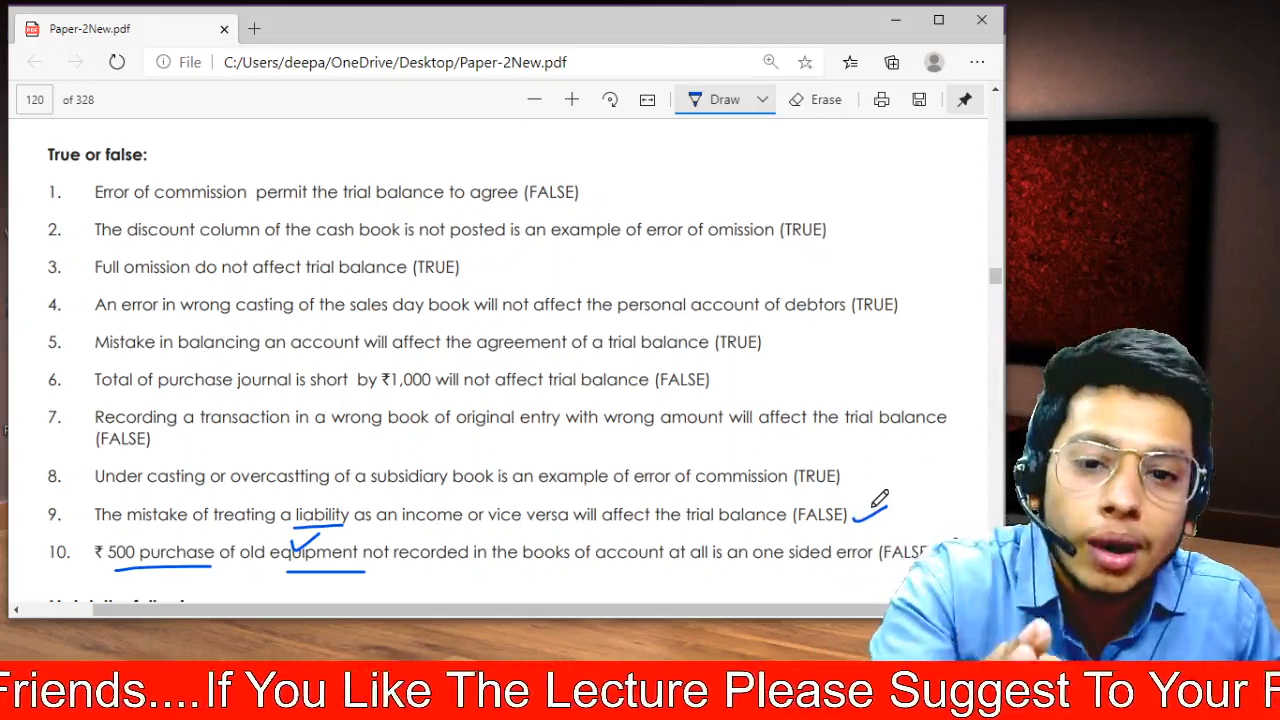 Paper-2New.pdf
File
C:/Users/deepa/OneDrive/Desktop/Paper-2New.pdf
120 of 328
Draw
Erase
True or false:
1. Error of commission permit the trial balance to agree (FALSE)
2. The discount column of the cash book is not posted is an example of error of omission (TRUE)
3. Full omission do not affect trial balance (TRUE)
4. An error in wrong casting of the sales day book will not affect the personal account of debtors (TRUE)
5. Mistake in balancing an account will affect the agreement of a trial balance (TRUE)
6. Total of purchase journal is short by ₹1,000 will not affect trial balance (FALSE)
7. Recording a transaction in a wrong book of original entry with wrong amount will affect the trial balance
(FALSE)
8. Under casting or overcastting of a subsidiary book is an example of error of commission (TRUE)
9. The mistake of treating a liability as an income or vice versa will affect the trial balance (FALSE)
10. ₹ 500 purchase of old equipment not recorded in the books of account at all is an one sided error (FALSE
Friends....If You Like The Lecture Please Suggest To Your F